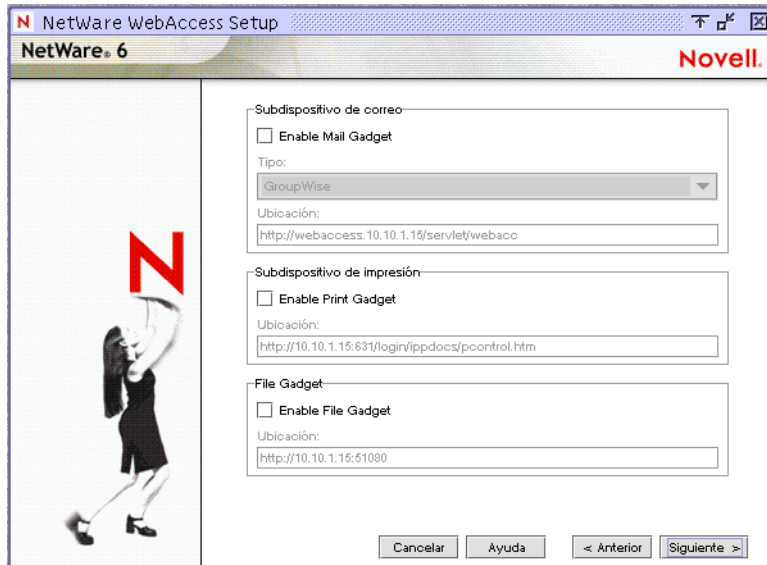 N NetWare WebAccess Setup
NetWare® 6
Novell®
Subdispositivo de correo
Enable Mail Gadget
Tipo:
GroupWise
Ubicación:
http://webaccess.10.10.1.15/servlet/webacc
Subdispositivo de impresión
Enable Print Gadget
Ubicación:
http://10.10.1.15:631/login/ippdocs/pcontrol.htm
File Gadget
Enable File Gadget
Ubicación:
http://10.10.1.15:51080
N
Cancelar Ayuda < Anterior Siguiente >